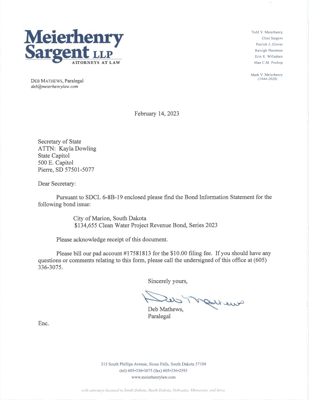 Meierhenry
Sargent LLP
ATTORNEYS AT LAW
Todd V. Meierhenry
Clint Sargent
Patrick J. Glover
Raleigh Hansman
Mark V. Meierhenry
(1944-2020)
DEB MATHEWS, Paralegal
deb@meierhenrylaw.com
February 14, 2023
Secretary of State
ATTN: Kayla Dowling
State Capitol
500 E. Capitol
Pierre, SD 57501-5077
Dear Secretary:
Pursuant to SDCL 6-8B-19 enclosed please find the Bond Information Statement for the
following bond issue:
City of Marion, South Dakota
$134,655 Clean Water Project Revenue Bond, Series 2023
Please acknowledge receipt of this document.
Please bill our pad account #17581813 for the $10.00 filing fee. If you should have any
questions or comments relating to this form, please call the undersigned of this office at (605)
336-3075.
Sincerely yours,
Deb Mathews
Deb Mathews,
Paralegal
Enc.
315 South Phillips Avenue, Sioux Falls, South Dakota 57104
(tel) 605•336•3075 (fax) 605•336•2593
www.meierhenrylaw.com
with attorneys licensed in South Dakota, North Dakota, Nebraska, Minnesota and Iowa